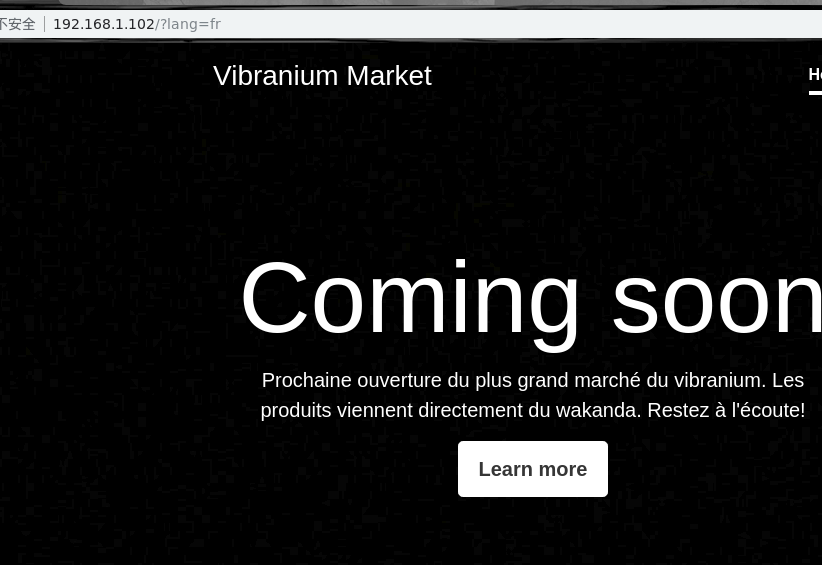 不安全 192.168.1.102/?lang=fr
Vibranium Market
Coming soon
Prochaine ouverture du plus grand marché du vibranium. Les
produits viennent directement du wakanda. Restez à l'écoute!
Learn more